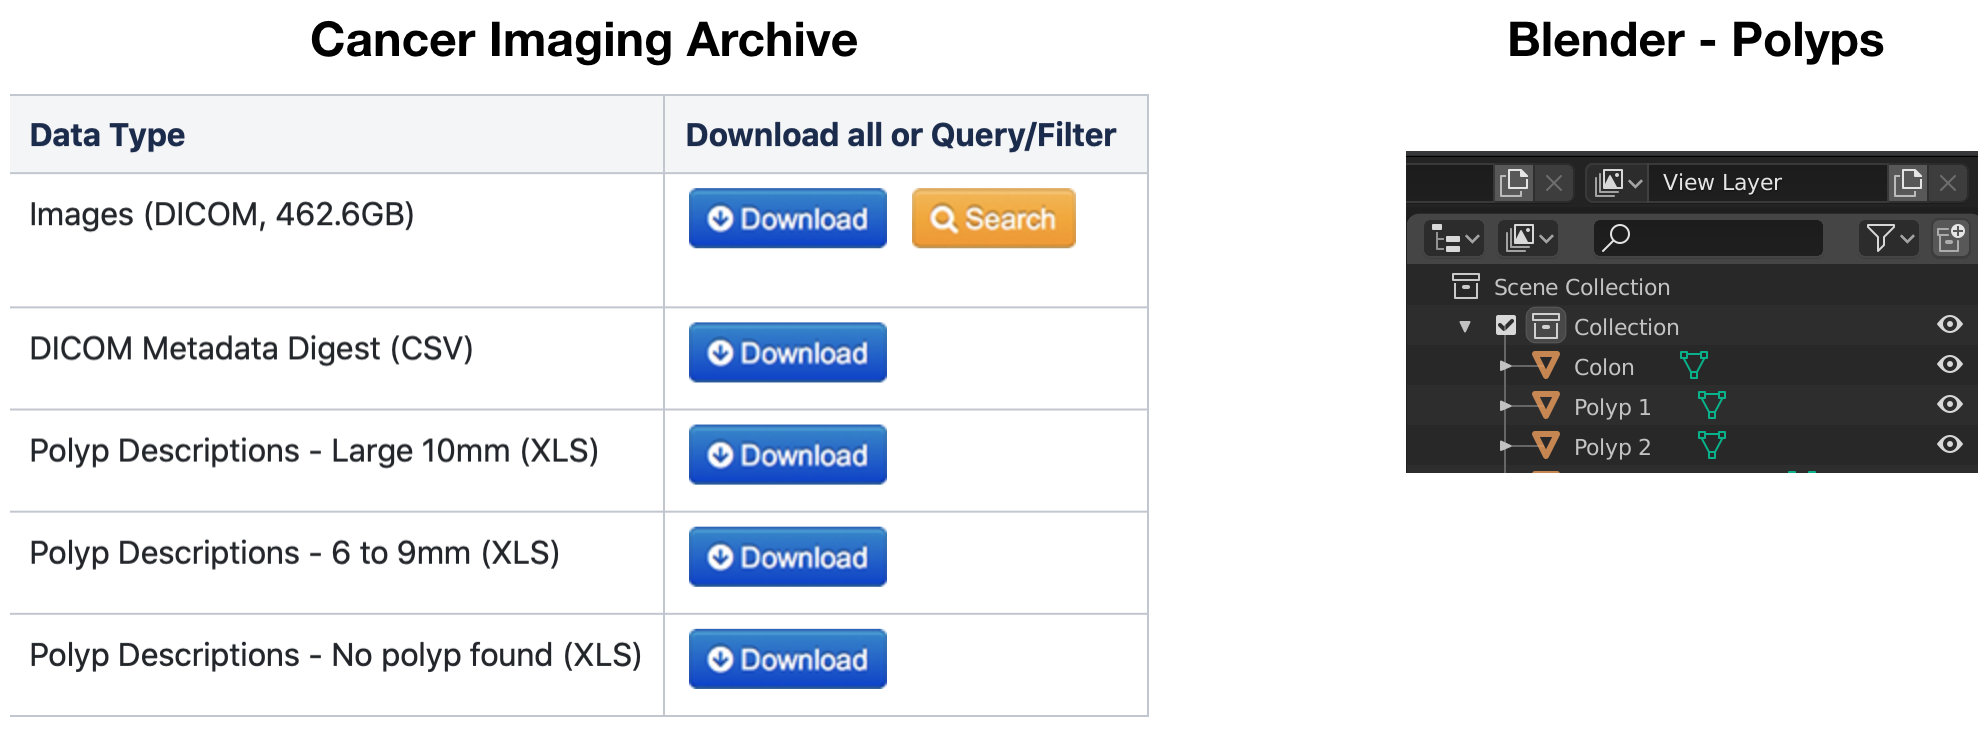 Cancer Imaging Archive
Data Type
Download all or Query/Filter
Images (DICOM, 462.6GB)
Download
Search
DICOM Metadata Digest (CSV)
Download
Polyp Descriptions - Large 10mm (XLS)
Download
Polyp Descriptions - 6 to 9mm (XLS)
Download
Polyp Descriptions - No polyp found (XLS)
Download
Blender - Polyps
View Layer
Scene Collection
Collection
Colon
Polyp 1
Polyp 2